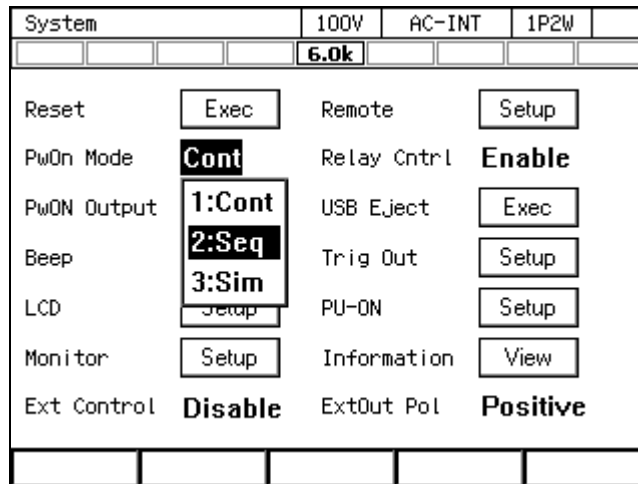 System 100V AC-INT 1P2W
6.0k
Reset Exec Remote Setup
PwOn Mode Cont Relay Cntrl Enable
PwON Output 1:Cont USB Eject Exec
2:Seq
Beep Trig Out Setup
3:Sim
LCD Setup PU-ON Setup
Monitor Setup Information View
Ext Control Disable ExtOut Pol Positive